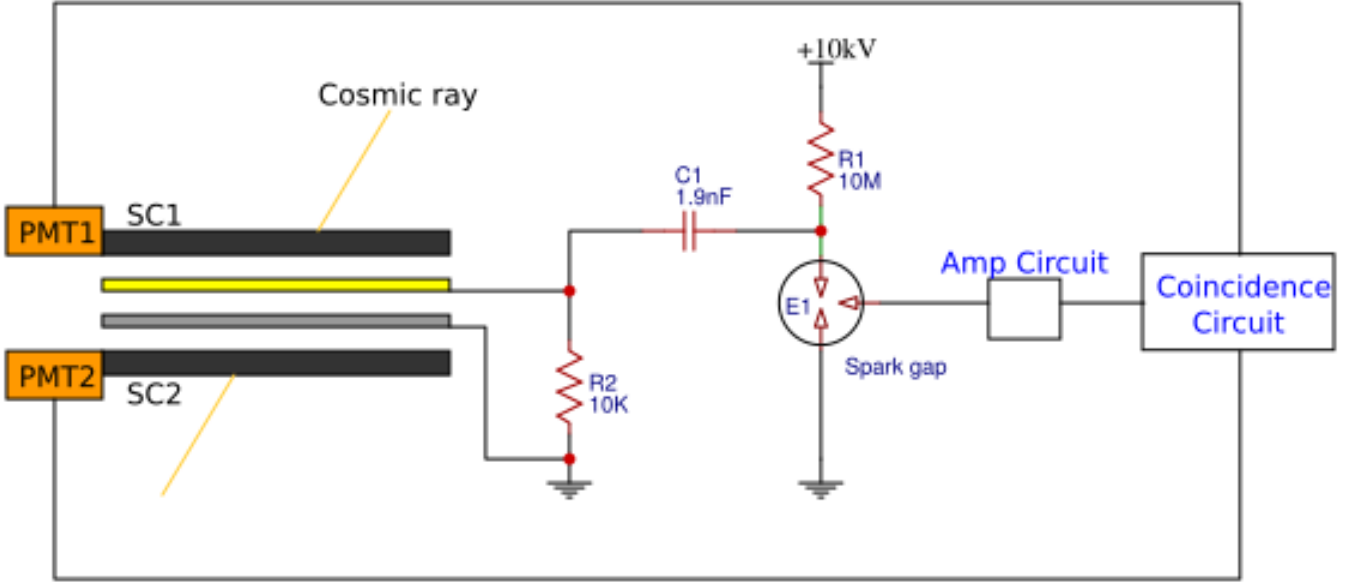 +10kV
Cosmic ray
R1
10M
C1
1.9nF
PMT1
SC1
Amp Circuit
Coincidence
Circuit
E1
Spark gap
PMT2
SC2
R2
10K